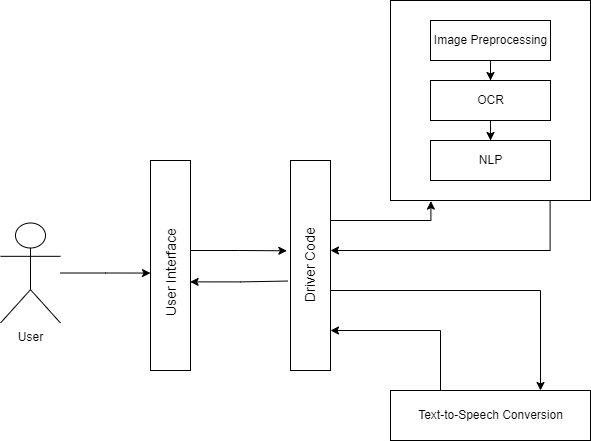 Image Preprocessing
OCR
NLP
User Interface
Driver Code
User
Text-to-Speech Conversion